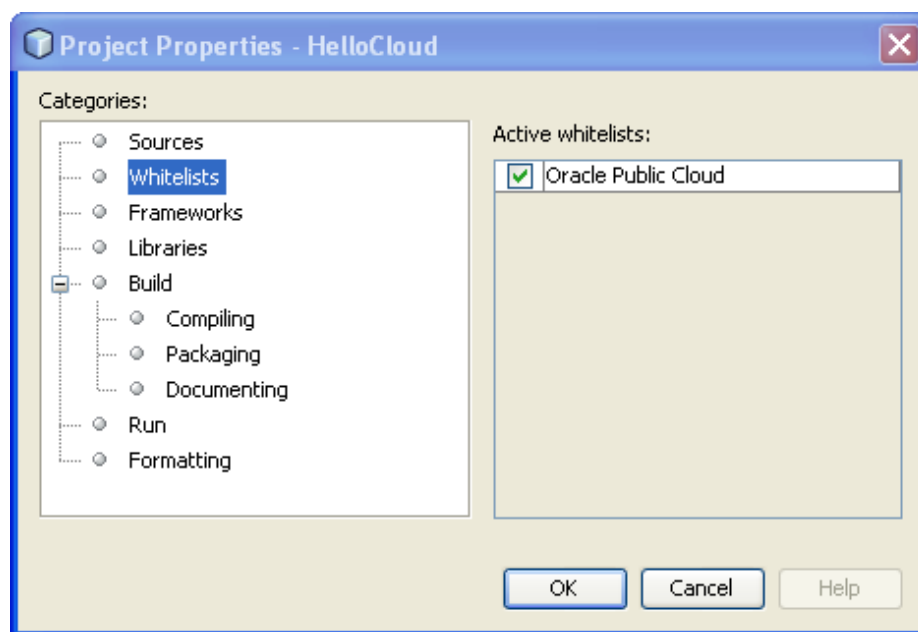 Project Properties - HelloCloud
Categories:
Sources
Whitelists
Frameworks
Libraries
Build
Compiling
Packaging
Documenting
Run
Formatting
Active whitelists:
Oracle Public Cloud
OK
Cancel
Help